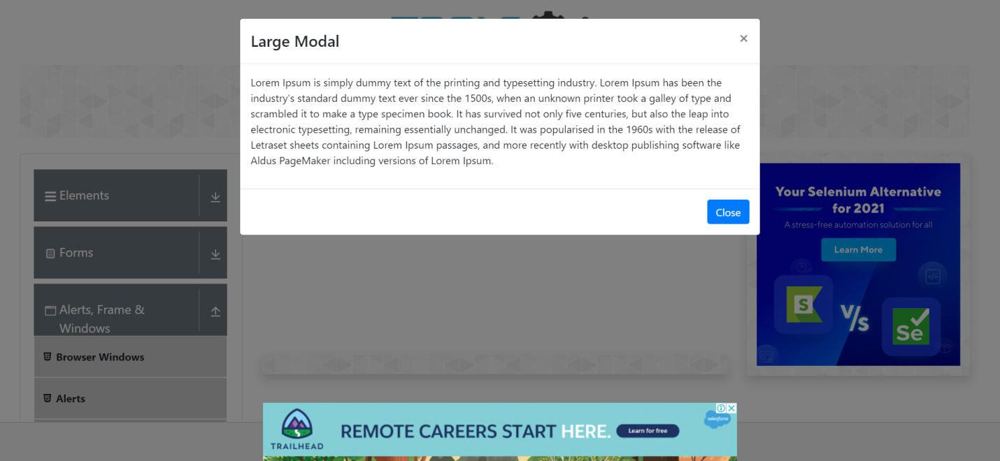 Large Modal
×
Lorem Ipsum is simply dummy text of the printing and typesetting industry. Lorem Ipsum has been the
industry's standard dummy text ever since the 1500s, when an unknown printer took a galley of type and
scrambled it to make a type specimen book. It has survived not only five centuries, but also the leap into
electronic typesetting, remaining essentially unchanged. It was popularised in the 1960s with the release of
Letraset sheets containing Lorem Ipsum passages, and more recently with desktop publishing software like
Aldus PageMaker including versions of Lorem Ipsum.
Close
Elements
Forms
Alerts, Frame &
Windows
Browser Windows
Alerts
Your Selenium Alternative
for 2021
A stress-free automation solution for all
Learn More
S
V/s
Se
TRAILHEAD
REMOTE CAREERS START HERE.
Learn for free
salesforce